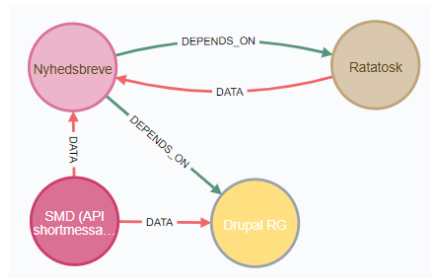 DEPENDS_ON
Nyhedsbreve
Ratatosk
DATA
DEPENDS_ON
DATA
SMD (API
shortmessa...
DATA
Drupal RG